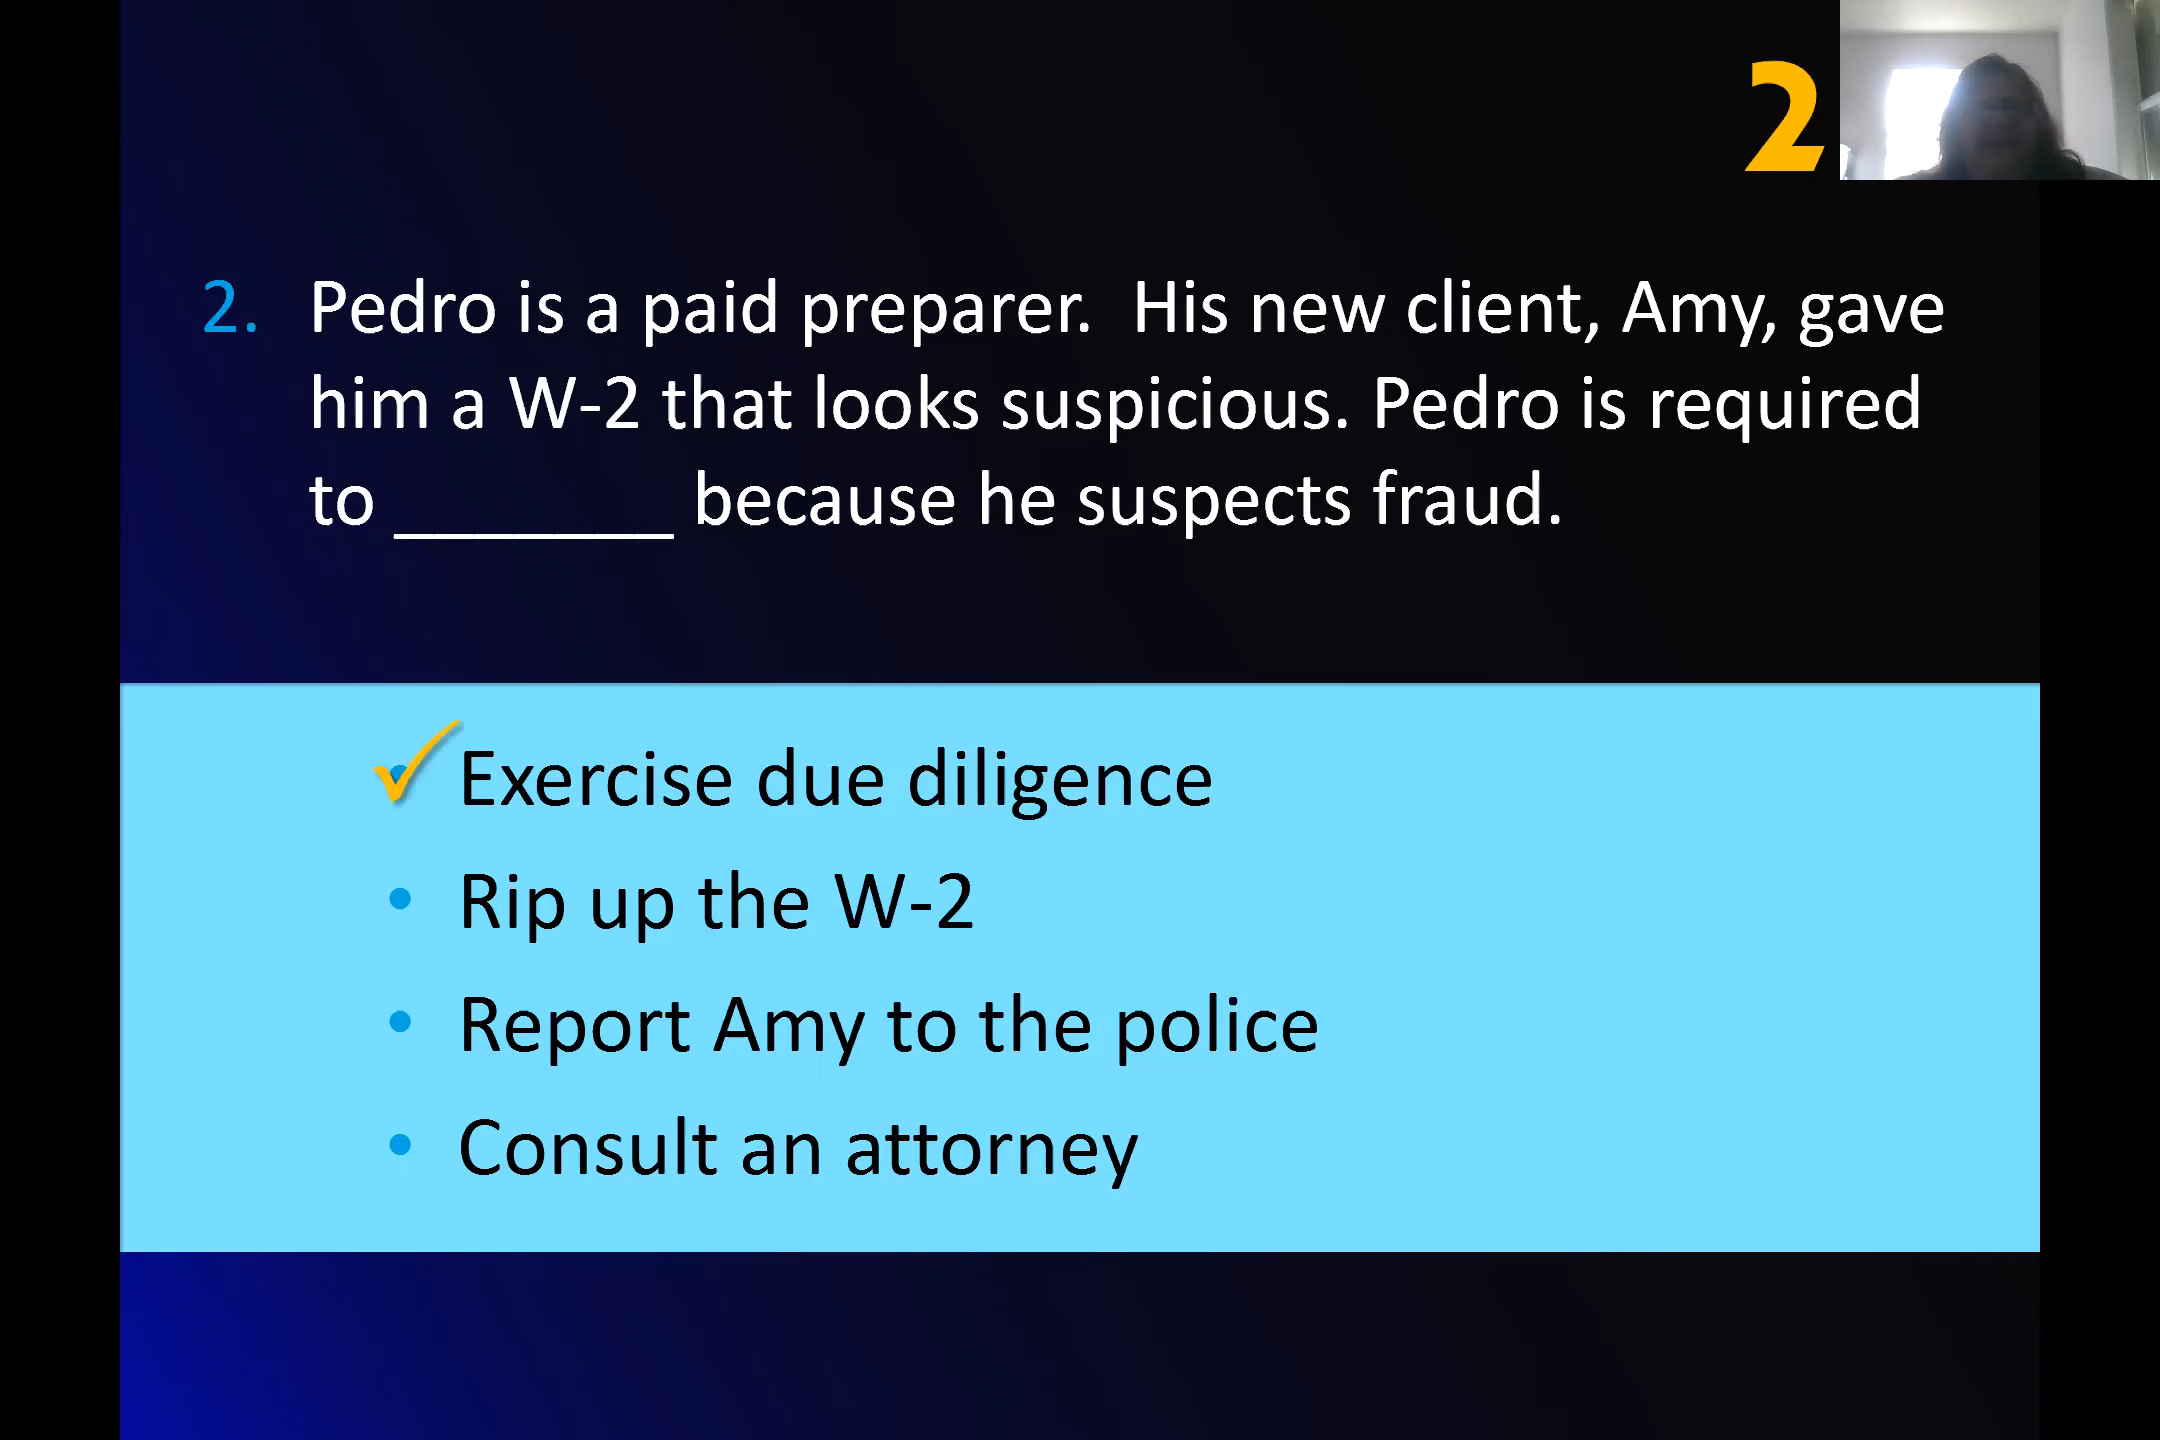 2
2. Pedro is a paid preparer.  His new client, Amy, gave
him a W-2 that looks suspicious. Pedro is required
to _______ because he suspects fraud.
✓ Exercise due diligence
• Rip up the W-2
• Report Amy to the police
• Consult an attorney